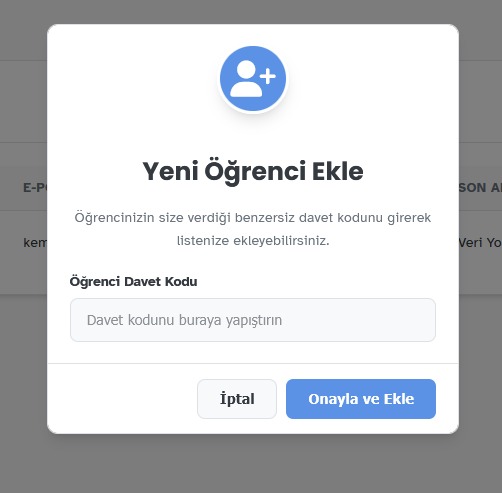 Yeni Öğrenci Ekle
E-P
SON A
Öğrencinizin size verdiği benzersiz davet kodunu girerek
listenize ekleyebilirsiniz.
kem
Veri Yo
Öğrenci Davet Kodu
Davet kodunu buraya yapıştırın
İptal
Onayla ve Ekle